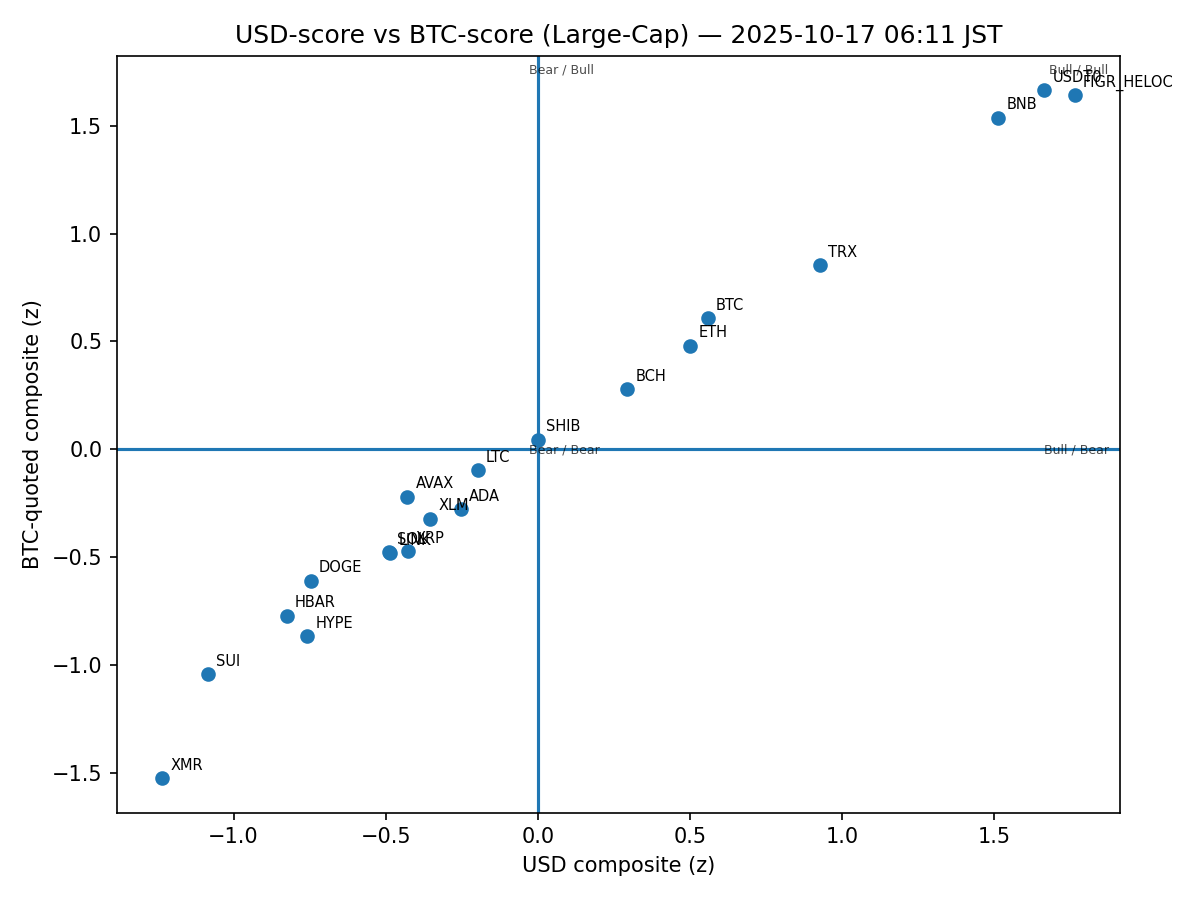 USD-score vs BTC-score (Large-Cap) — 2025-10-17 06:11 JST
Bear / Bull
Bull / Bull
FIGR_HELOC
BNB
1.5
1.0
TRX
BTC
0.5
ETH
BCH
SHIB
0.0
Bear / Bear
Bull / Bear
LTC
AVAX
ADA
XLM
−0.5
LINK
XRP
DOGE
HBAR
HYPE
SUI
−1.0
XMR
−1.5
−1.0
−0.5
0.0
0.5
1.0
1.5
USD composite (z)
BTC-quoted composite (z)